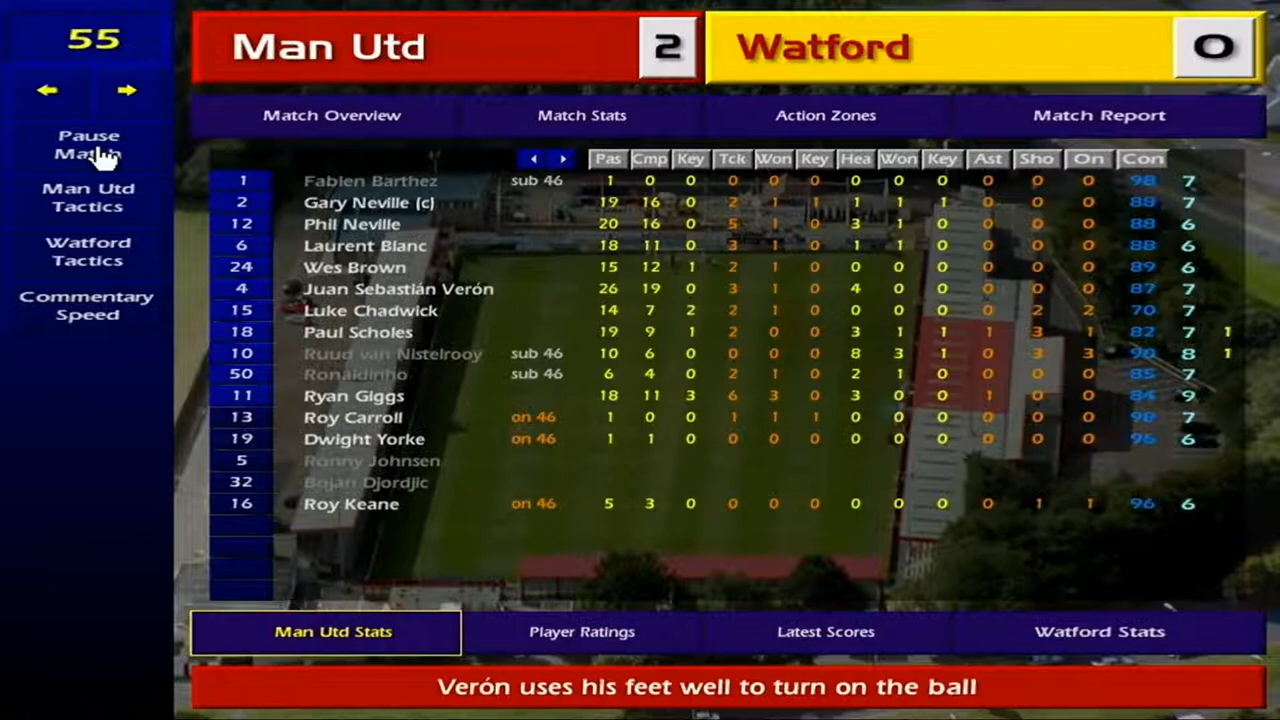 55
Man Utd 2 Watford 0
Match Overview Match Stats Action Zones Match Report
Pause
Match
Man Utd
Tactics
Watford
Tactics
Commentary
Speed
Pas Cmp Key Tck Won Key Hea Won Key Ast Sho On Con
1 Fabien Barthez sub 46 1 0 0 0 0 0 0 0 0 0 0 0 98 7
2 Gary Neville (c) 19 16 0 2 1 1 1 1 1 0 0 0 88 7
12 Phil Neville 20 16 0 5 1 0 3 1 0 0 0 0 88 6
6 Laurent Blanc 18 11 0 3 1 0 1 1 0 0 0 0 88 6
24 Wes Brown 15 12 1 2 1 0 0 0 0 0 0 0 89 6
4 Juan Sebastián Verón 26 19 0 3 1 0 4 0 0 0 0 0 87 7
15 Luke Chadwick 14 7 2 2 1 0 0 0 0 0 2 2 70 7
18 Paul Scholes 19 9 1 2 0 0 3 1 1 1 3 1 82 7 1
10 Ruud van Nistelrooy sub 46 10 6 0 0 0 0 8 3 1 0 3 3 90 8 1
50 Ronaldinho sub 46 6 4 0 2 1 0 2 1 0 0 0 0 85 7
11 Ryan Giggs 18 11 3 6 3 0 3 0 0 1 0 0 84 9
13 Roy Carroll on 46 1 0 0 1 1 1 0 0 0 0 0 0 98 7
19 Dwight Yorke on 46 1 1 0 0 0 0 0 0 0 0 0 0 96 6
5 Ronny Johnsen
32 Bojan Djordjic
16 Roy Keane on 46 5 3 0 0 0 0 0 0 0 0 1 1 96 6
Man Utd Stats Player Ratings Latest Scores Watford Stats
Verón uses his feet well to turn on the ball